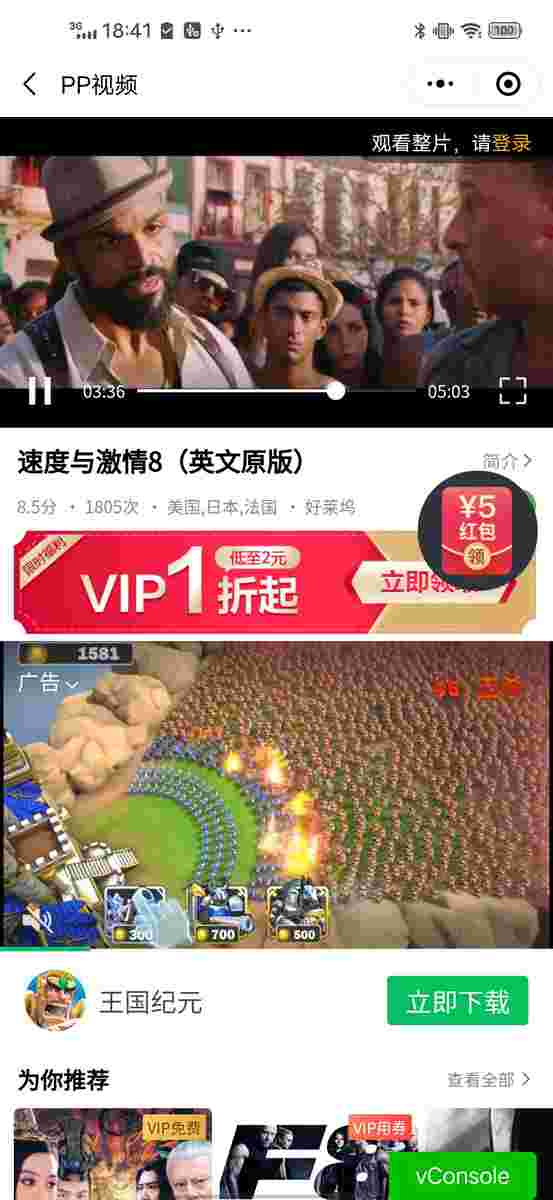 3G 18:41 100
PP视频
观看整片，请登录
03:36 05:03
速度与激情8（英文原版）
简介
8.5分 · 1805次 · 美国,日本,法国 · 好莱坞
¥5
红包
领
限时福利
VIP1折起
低至2元
立即领
1581
广告
300 700 500
王国纪元
立即下载
为你推荐
查看全部
VIP免费
VIP用券
F8
vConsole